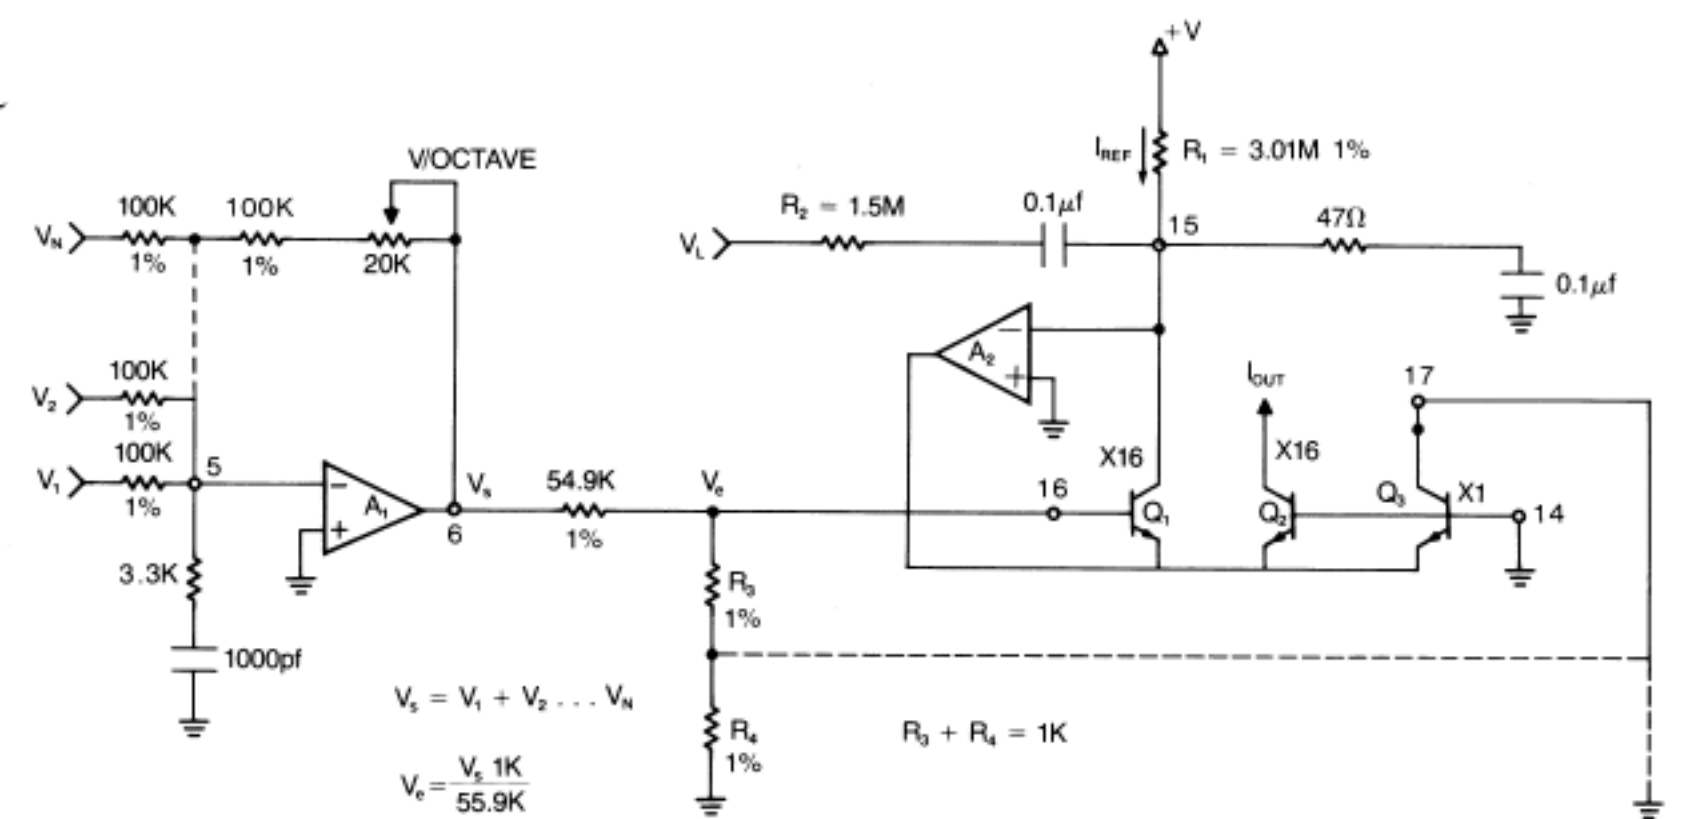 +V
I_REF
R₁ = 3.01M 1%
V/OCTAVE
100K
100K
V_N
1%
1%
20K
R₂ = 1.5M
0.1μf
V_L
15
47Ω
0.1μf
100K
V₂
1%
100K
V₁
1%
5
−
+
A₁
V_s
6
54.9K
1%
V_e
−
+
A₂
I_OUT
17
X16
X16
16
Q₁
Q₂
Q₃
X1
14
3.3K
1000pf
R₃
1%
R₄
1%
V_s = V₁ + V₂ ... V_N
R₃ + R₄ = 1K
V_e = V_s 1K
55.9K